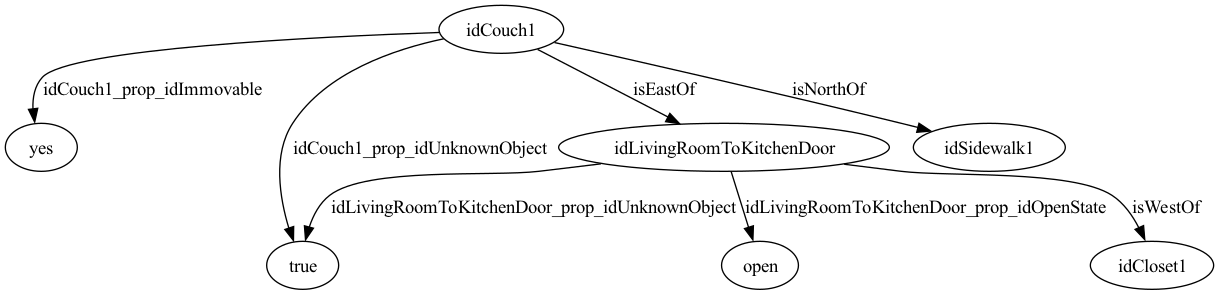 idCouch1
idCouch1_prop_idImmovable
isEastOf
isNorthOf
yes
idCouch1_prop_idUnknownObject
idLivingRoomToKitchenDoor
idSidewalk1
idLivingRoomToKitchenDoor_prop_idUnknownObject
idLivingRoomToKitchenDoor_prop_idOpenState
isWestOf
true
open
idCloset1